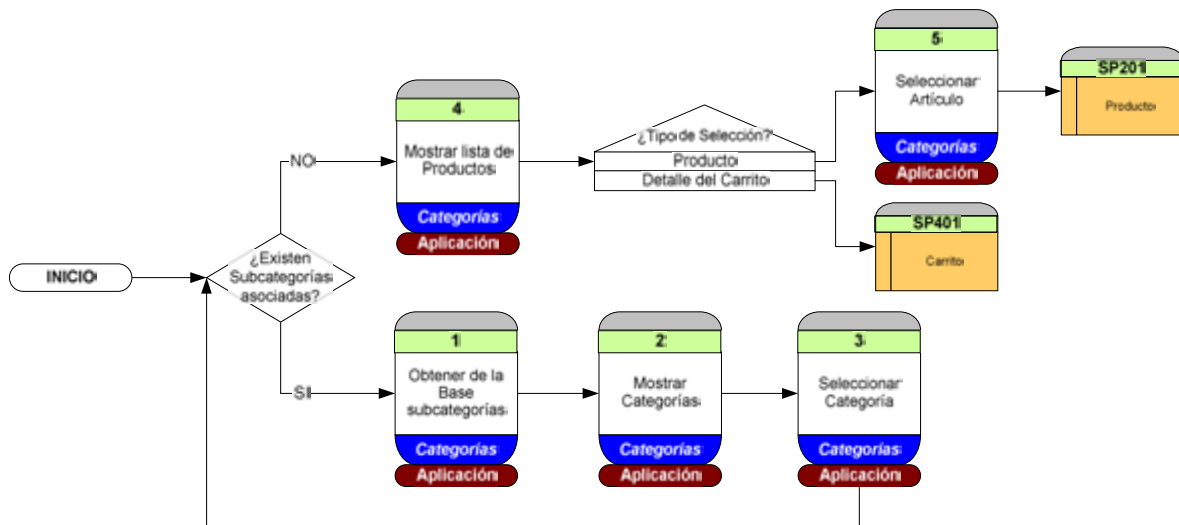 INICIO
¿Existen
Subcategorías
asociadas?
NO
4
Mostrar lista de
Productos
Categorías
Aplicación
¿Tipo de Selección?
Producto
Detalle del Carrito
5
Seleccionar
Artículo
Categorías
Aplicación
SP201
Producto
SP401
Carrito
SI
1
Obtener de la
Base
subcategorías
Categorías
Aplicación
2
Mostrar
Categorías
Categorías
Aplicación
3
Seleccionar
Categoría
Categorías
Aplicación